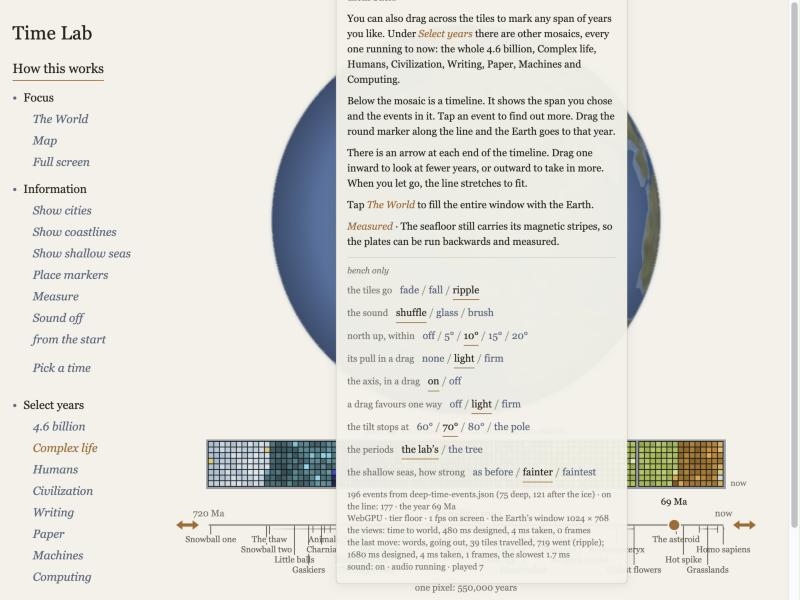 Time Lab
How this works
• Focus
The World
Map
Full screen
• Information
Show cities
Show coastlines
Show shallow seas
Place markers
Measure
Sound off
from the start
Pick a time
• Select years
4.6 billion
Complex life
Humans
Civilization
Writing
Paper
Machines
Computing
You can also drag across the tiles to mark any span of years
you like. Under Select years there are other mosaics, every
one running to now: the whole 4.6 billion, Complex life,
Humans, Civilization, Writing, Paper, Machines and
Computing.
Below the mosaic is a timeline. It shows the span you chose
and the events in it. Tap an event to find out more. Drag the
round marker along the line and the Earth goes to that year.
There is an arrow at each end of the timeline. Drag one
inward to look at fewer years, or outward to take in more.
When you let go, the line stretches to fit.
Tap The World to fill the entire window with the Earth.
Measured · The seafloor still carries its magnetic stripes, so
the plates can be run backwards and measured.
bench only
the tiles go fade / fall / ripple
the sound shuffle / glass / brush
north up, within off / 5° / 10° / 15° / 20°
its pull in a drag none / light / firm
the axis, in a drag on / off
a drag favours one way off / light / firm
the tilt stops at 60° / 70° / 80° / the pole
the periods the lab's / the tree
the shallow seas, how strong as before / fainter / faintest
196 events from deep-time-events.json (75 deep, 121 after the ice) · on
the line: 177 · the year 69 Ma
WebGPU · tier floor · 1 fps on screen · the Earth's window 1024 × 768
the views: time to world, 480 ms designed, 4 ms taken, 0 frames
the last move: words, going out, 39 tiles travelled, 719 went (ripple);
1680 ms designed, 4 ms taken, 1 frames, the slowest 1.7 ms
sound: on · audio running · played 7
now
720 Ma
69 Ma
now
Snowball one
The thaw
Animal
The asteroid
Homo sapiens
Snowball two
Charnia
Hot spike
Little balls
Gaskiers
flowers
Grasslands
one pixel: 550,000 years